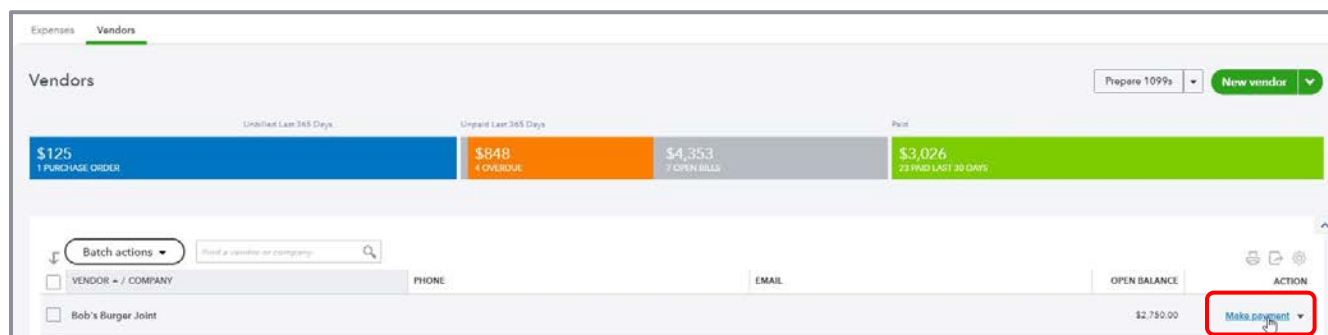 Expenses Vendors
Vendors
Prepare 1099s New vendor
Unbilled Last 365 Days Unpaid Last 365 Days Paid
$125 $848 $4,353 $3,026
1 PURCHASE ORDER 4 OVERDUE 7 OPEN BILLS 23 PAID LAST 30 DAYS
Batch actions Find a vendor or company
VENDOR / COMPANY PHONE EMAIL OPEN BALANCE ACTION
Bob's Burger Joint $2,750.00 Make payment